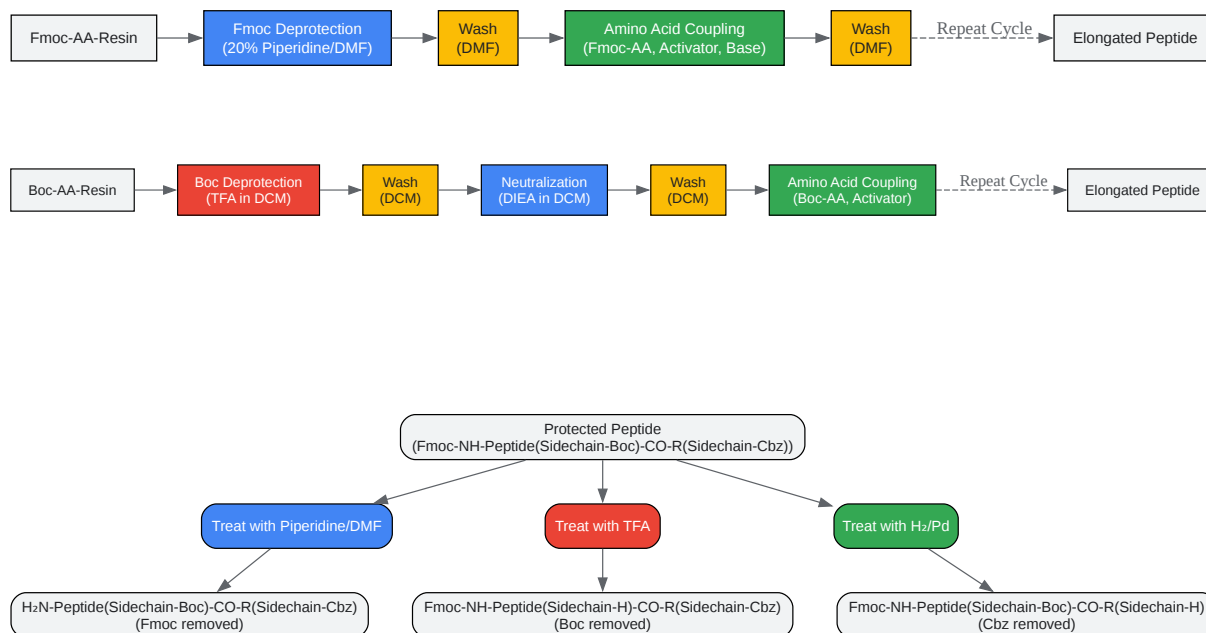 Fmoc-AA-Resin
Fmoc Deprotection
(20% Piperidine/DMF)
Wash
(DMF)
Amino Acid Coupling
(Fmoc-AA, Activator, Base)
Wash
(DMF)
Repeat Cycle
Elongated Peptide
Boc-AA-Resin
Boc Deprotection
(TFA in DCM)
Wash
(DCM)
Neutralization
(DIEA in DCM)
Wash
(DCM)
Amino Acid Coupling
(Boc-AA, Activator)
Repeat Cycle
Elongated Peptide
Protected Peptide
(Fmoc-NH-Peptide(Sidechain-Boc)-CO-R(Sidechain-Cbz))
Treat with Piperidine/DMF
Treat with TFA
Treat with H₂/Pd
H₂N-Peptide(Sidechain-Boc)-CO-R(Sidechain-Cbz)
(Fmoc removed)
Fmoc-NH-Peptide(Sidechain-H)-CO-R(Sidechain-Cbz)
(Boc removed)
Fmoc-NH-Peptide(Sidechain-Boc)-CO-R(Sidechain-H)
(Cbz removed)